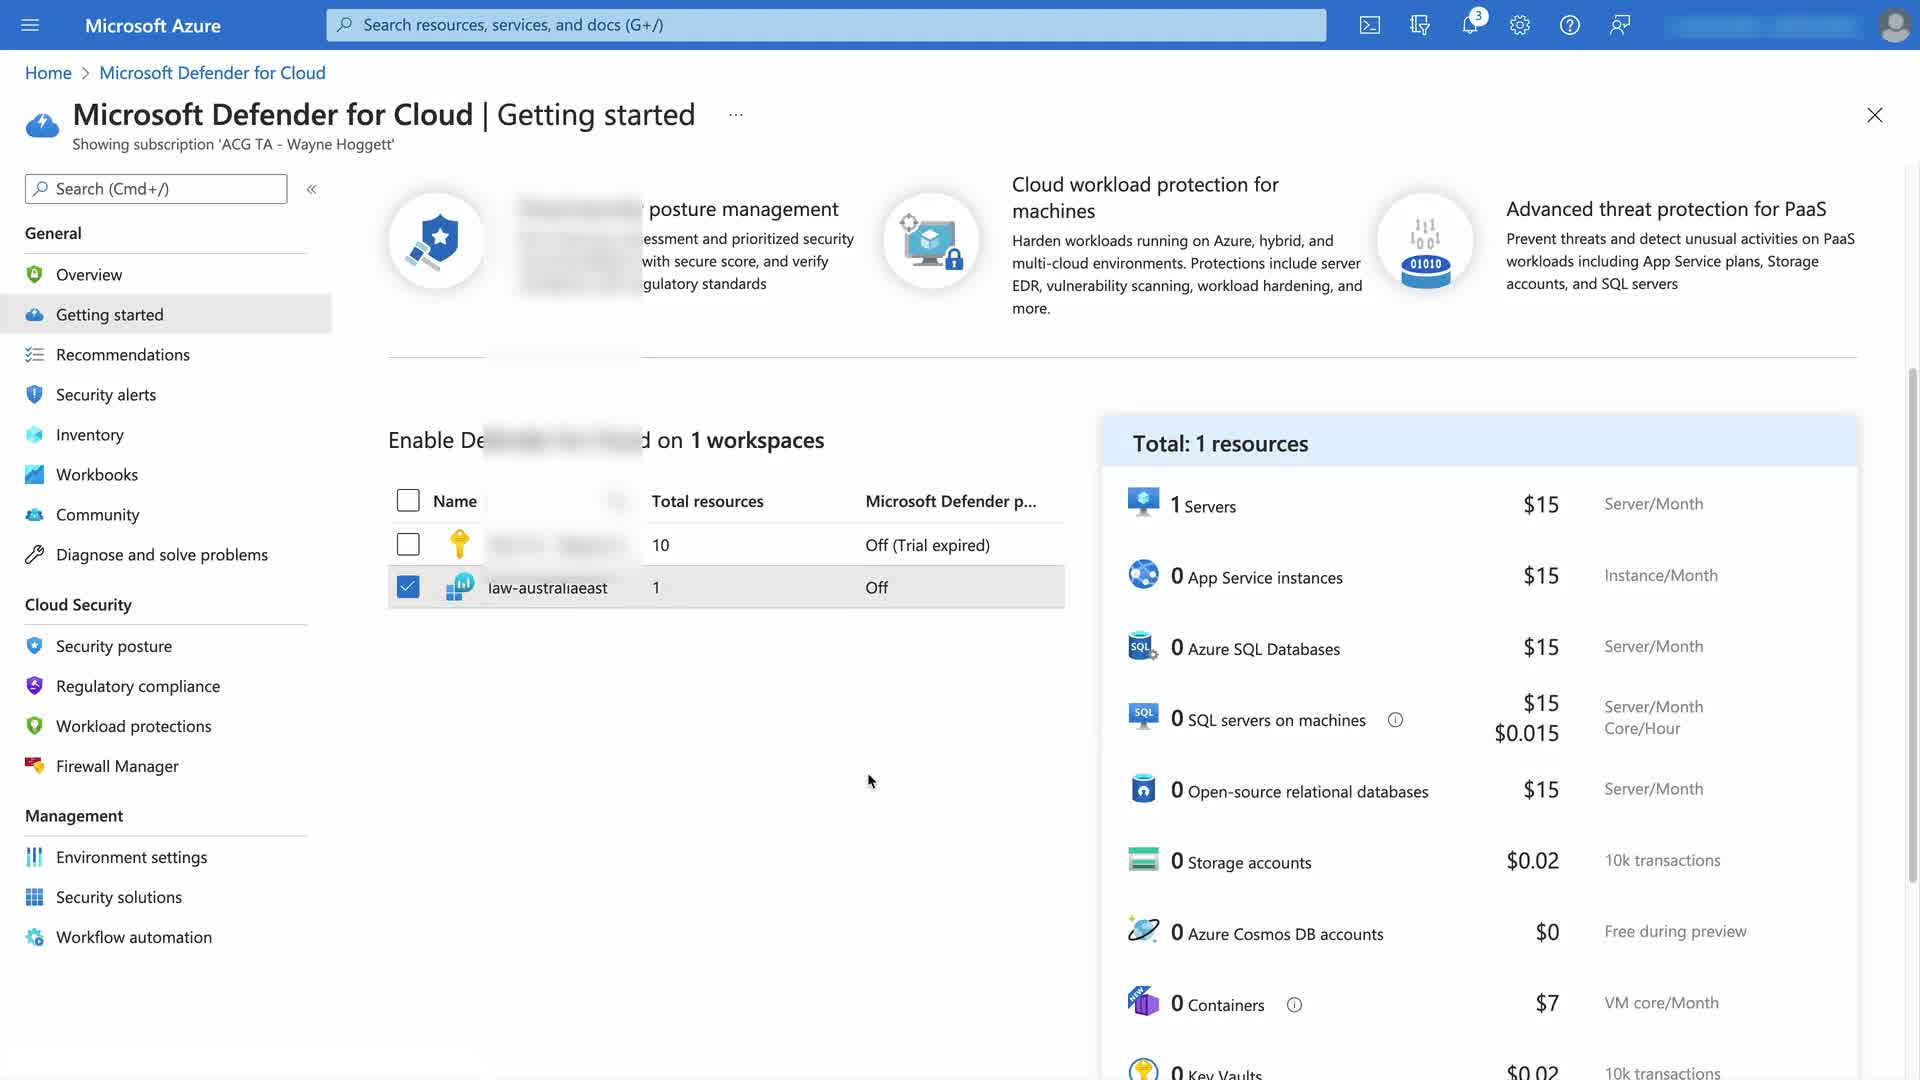 Microsoft Azure
Search resources, services, and docs (G+/)
3
Home > Microsoft Defender for Cloud
Microsoft Defender for Cloud | Getting started ...
Showing subscription 'ACG TA - Wayne Hoggett'
Search (Cmd+/)
«
General
Overview
Getting started
Recommendations
Security alerts
Inventory
Workbooks
Community
Diagnose and solve problems
Cloud Security
Security posture
Regulatory compliance
Workload protections
Firewall Manager
Management
Environment settings
Security solutions
Workflow automation
posture management
essment and prioritized security
with secure score, and verify
gulatory standards
Cloud workload protection for
machines
Harden workloads running on Azure, hybrid, and
multi-cloud environments. Protections include server
EDR, vulnerability scanning, workload hardening, and
more.
Advanced threat protection for PaaS
Prevent threats and detect unusual activities on PaaS
workloads including App Service plans, Storage
accounts, and SQL servers
Enable De d on 1 workspaces
Name Total resources Microsoft Defender p...
10 Off (Trial expired)
law-australiaeast 1 Off
Total: 1 resources
1 Servers $15 Server/Month
0 App Service instances $15 Instance/Month
SQL 0 Azure SQL Databases $15 Server/Month
SQL 0 SQL servers on machines $15 Server/Month
$0.015 Core/Hour
0 Open-source relational databases $15 Server/Month
0 Storage accounts $0.02 10k transactions
0 Azure Cosmos DB accounts $0 Free during preview
NEW 0 Containers $7 VM core/Month
0 Key Vaults $0.02 10k transactions